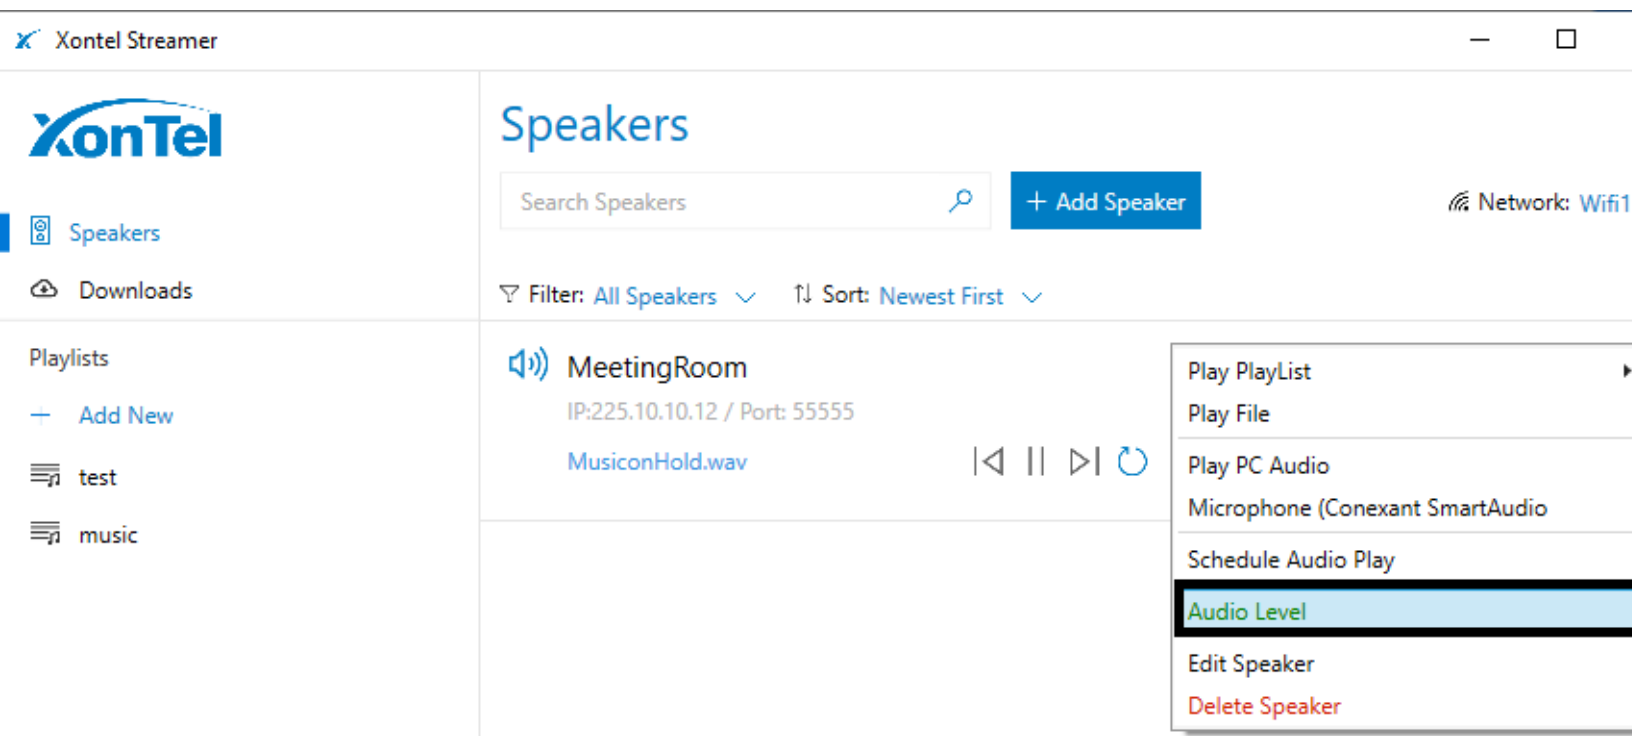 Xontel Streamer
XonTel
Speakers
Downloads
Playlists
Add New
test
music
Speakers
Search Speakers
+ Add Speaker
Network: Wifi1
Filter: All Speakers
Sort: Newest First
MeetingRoom
IP:225.10.10.12 / Port: 55555
MusiconHold.wav
Play PlayList
Play File
Play PC Audio
Microphone (Conexant SmartAudio
Schedule Audio Play
Audio Level
Edit Speaker
Delete Speaker